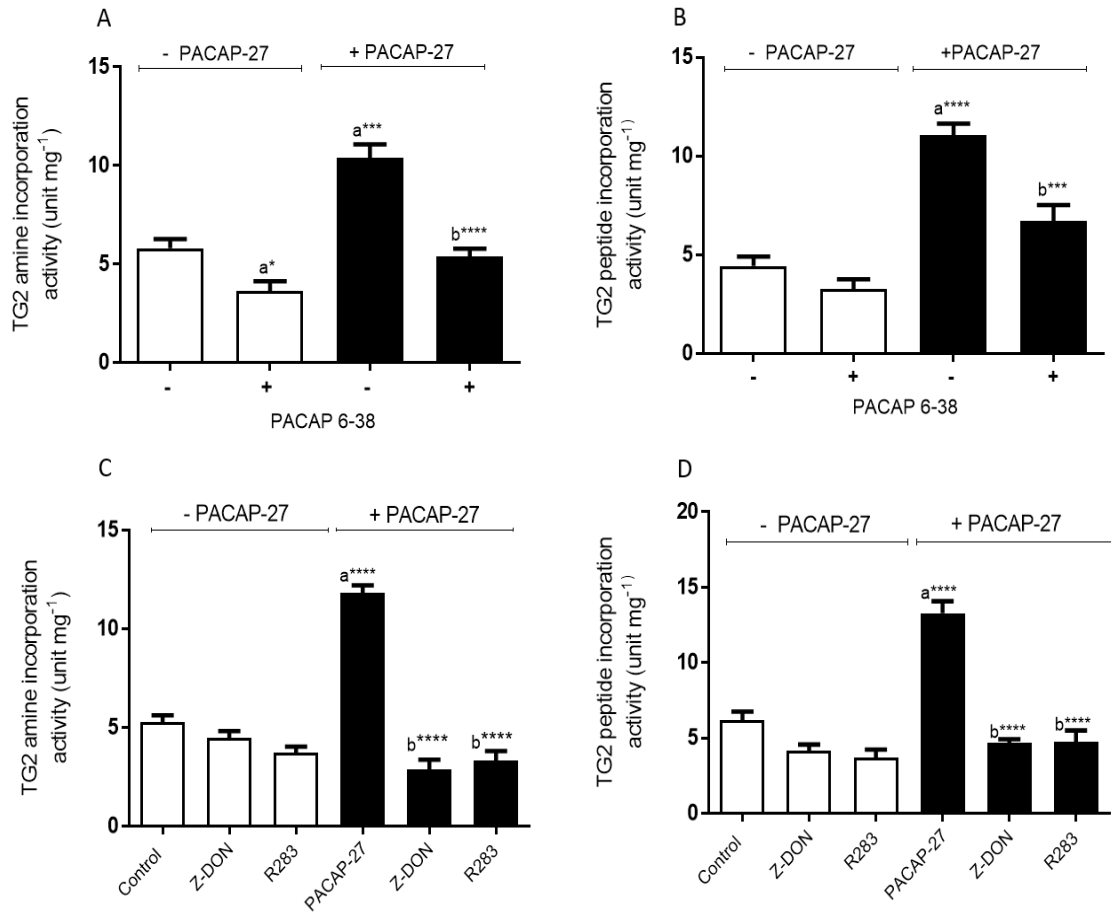 A
- PACAP-27
+ PACAP-27
TG2 amine incorporation
activity (unit mg⁻¹)
15
10
5
0
a*
a***
b****
-
+
-
+
PACAP 6-38
B
- PACAP-27
+PACAP-27
TG2 peptide incorporation
activity (unit mg⁻¹)
15
10
5
0
a****
b***
-
+
-
+
PACAP 6-38
C
- PACAP-27
+ PACAP-27
TG2 amine incorporation
activity (unit mg⁻¹)
15
10
5
0
a****
b****
b****
Control
Z-DON
R283
PACAP-27
Z-DON
R283
D
- PACAP-27
+ PACAP-27
TG2 peptide incorporation
activity (unit mg⁻¹)
20
15
10
5
0
a****
b****
b****
Control
Z-DON
R283
PACAP-27
Z-DON
R283